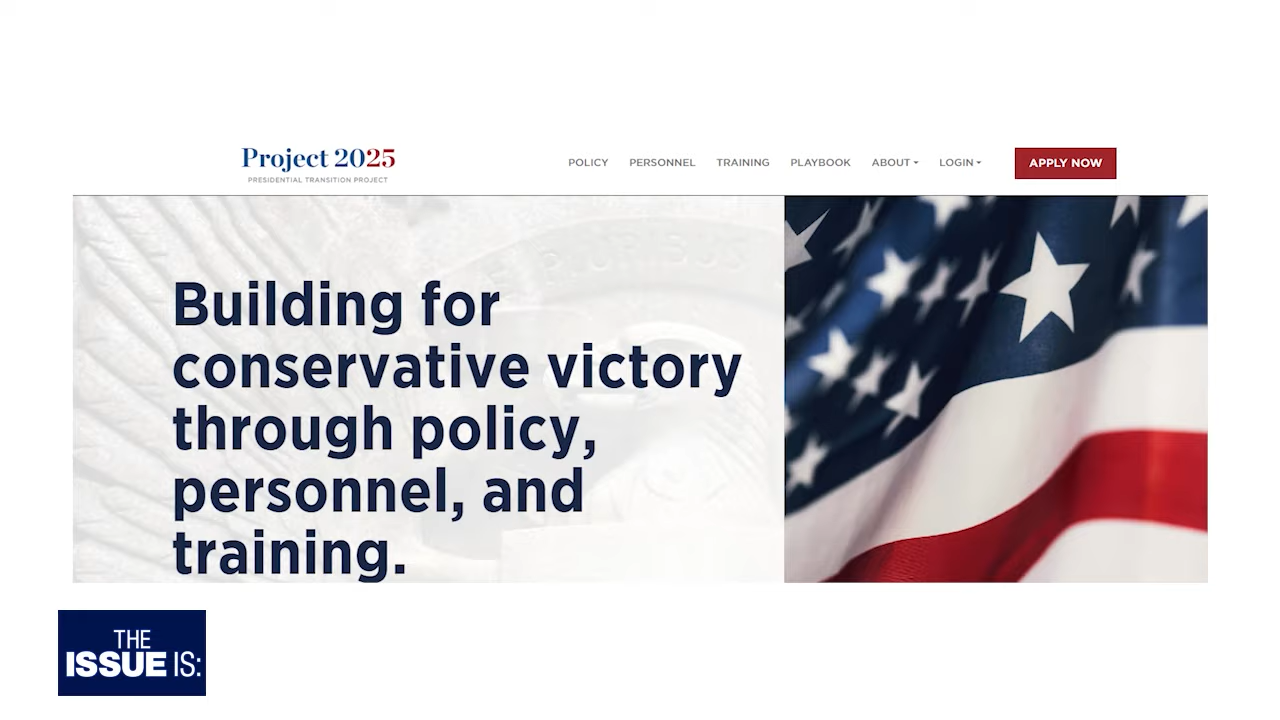 Project 2025
PRESIDENTIAL TRANSITION PROJECT
POLICY PERSONNEL TRAINING PLAYBOOK ABOUT LOGIN APPLY NOW
PLURIBUS
Building for
conservative victory
through policy,
personnel, and
training.
THE
ISSUE IS: